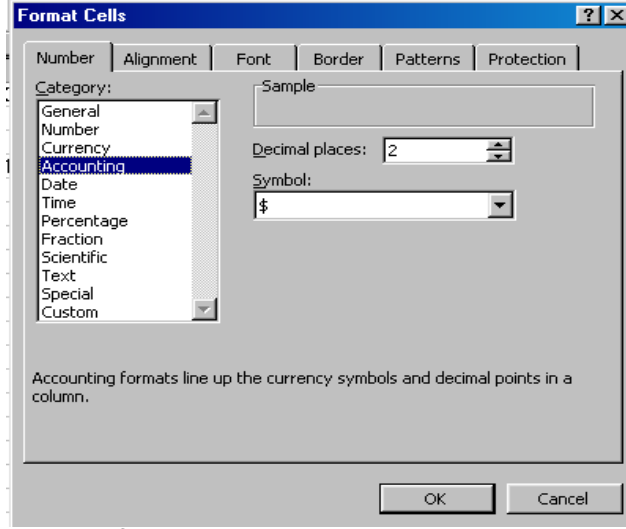 Format Cells
Number Alignment Font Border Patterns Protection
Category:
General
Number
Currency
Accounting
Date
Time
Percentage
Fraction
Scientific
Text
Special
Custom
Sample
Decimal places: 2
Symbol:
$
Accounting formats line up the currency symbols and decimal points in a
column.
OK Cancel